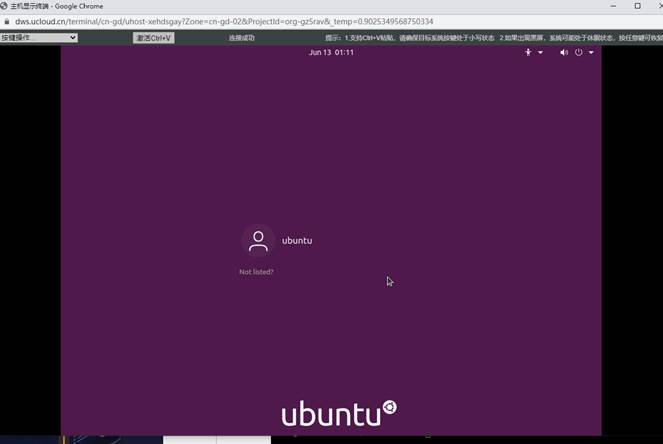 主机显示终端 - Google Chrome
dws.ucloud.cn/terminal/cn-gd/uhost-xehdsgay?Zone=cn-gd-02&ProjectId=org-gz5rav&_temp=0.9025349568750334
按键操作... 激活Ctrl+V 连接成功 提示: 1.支持Ctrl+V粘贴，请确保目标系统按键处于小写状态 2.如果出现黑屏，系统可能处于休眠状态，按任意键可
Jun 13 01:11
ubuntu
Not listed?
ubuntu